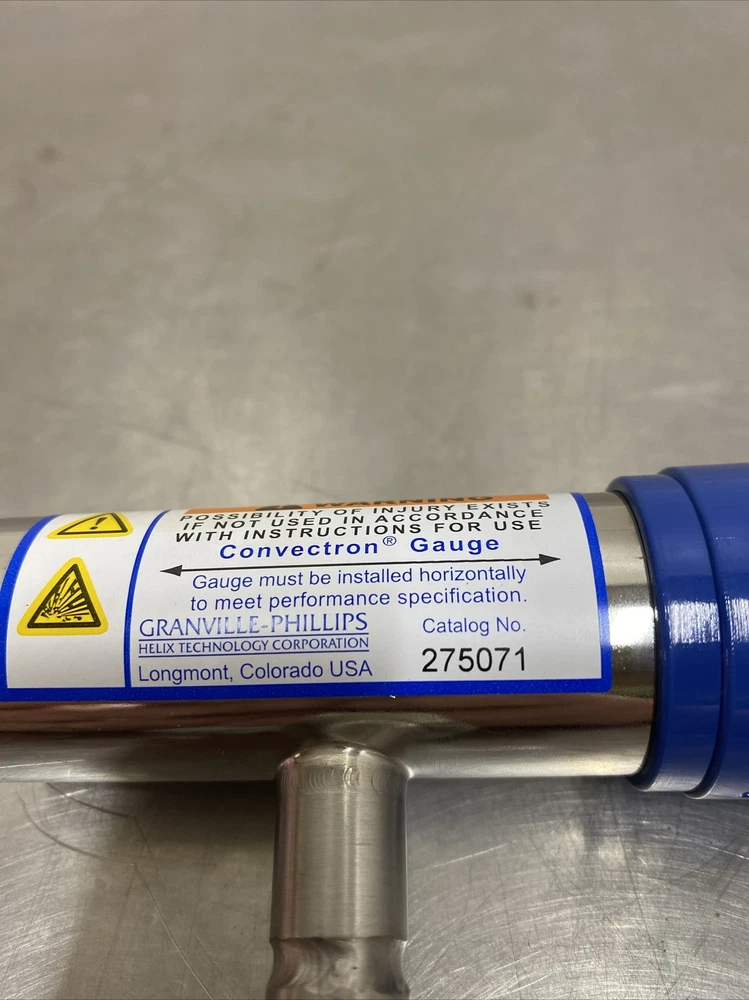 WARNING
POSSIBILITY OF INJURY EXISTS
IF NOT USED IN ACCORDANCE
WITH INSTRUCTIONS FOR USE
Convectron® Gauge
Gauge must be installed horizontally
to meet performance specification.
GRANVILLE-PHILLIPS
HELIX TECHNOLOGY CORPORATION
Longmont, Colorado USA
Catalog No.
275071